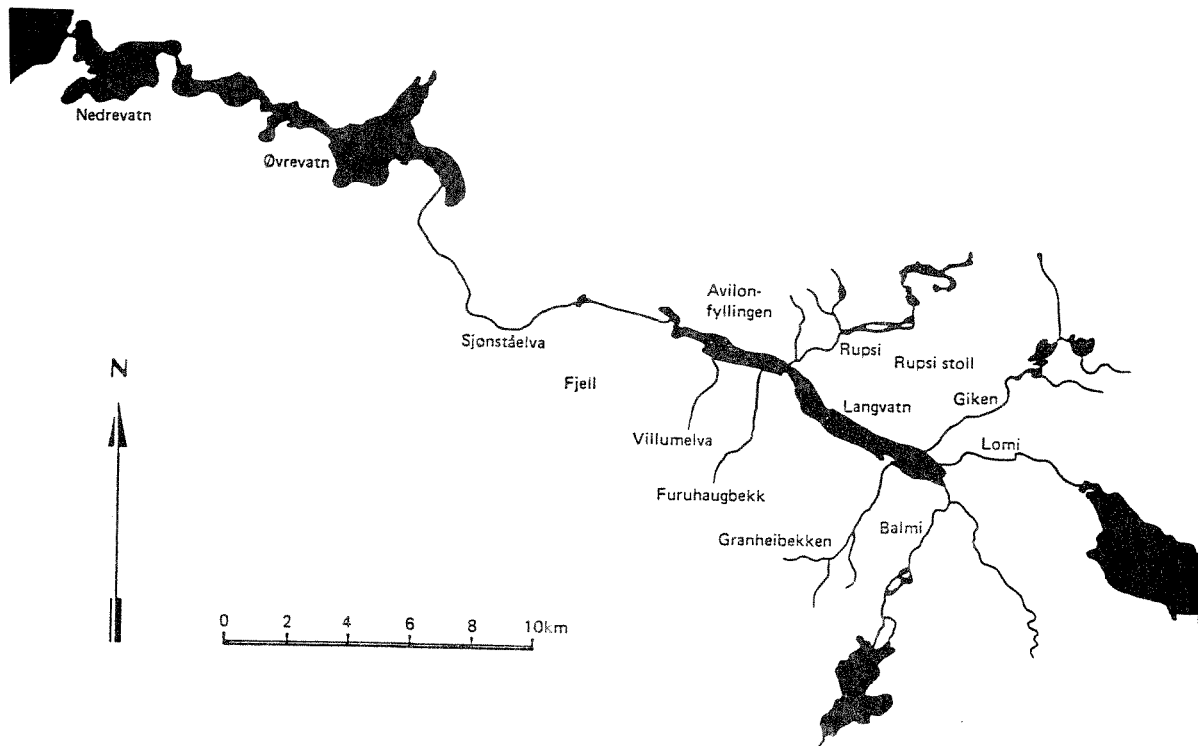 Nedrevatn
Øvrevatn
Avilon-
fyllingen
Sjønståelva
Rupsi
Rupsi stoll
N
Fjell
Giken
Langvatn
Villumelva
Lomi
Furuhaugbekk
Balmi
Granheibekken
0 2 4 6 8 10km